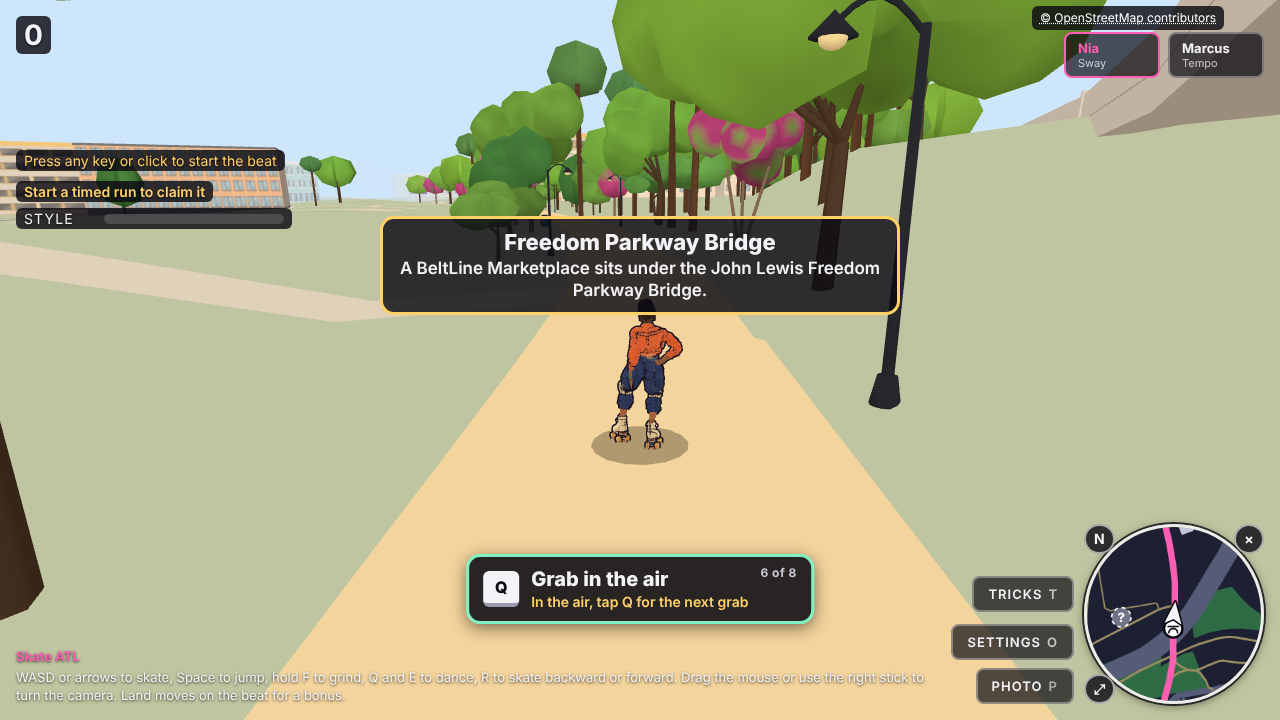 0
© OpenStreetMap contributors
Nia
Sway
Marcus
Tempo
Press any key or click to start the beat
Start a timed run to claim it
STYLE
Freedom Parkway Bridge
A BeltLine Marketplace sits under the John Lewis Freedom
Parkway Bridge.
Q
Grab in the air
6 of 8
In the air, tap Q for the next grab
N
×
?
TRICKS T
SETTINGS O
PHOTO P
Skate ATL
WASD or arrows to skate, Space to jump, hold F to grind, Q and E to dance, R to skate backward or forward. Drag the mouse or use the right stick to
turn the camera. Land moves on the beat for a bonus.